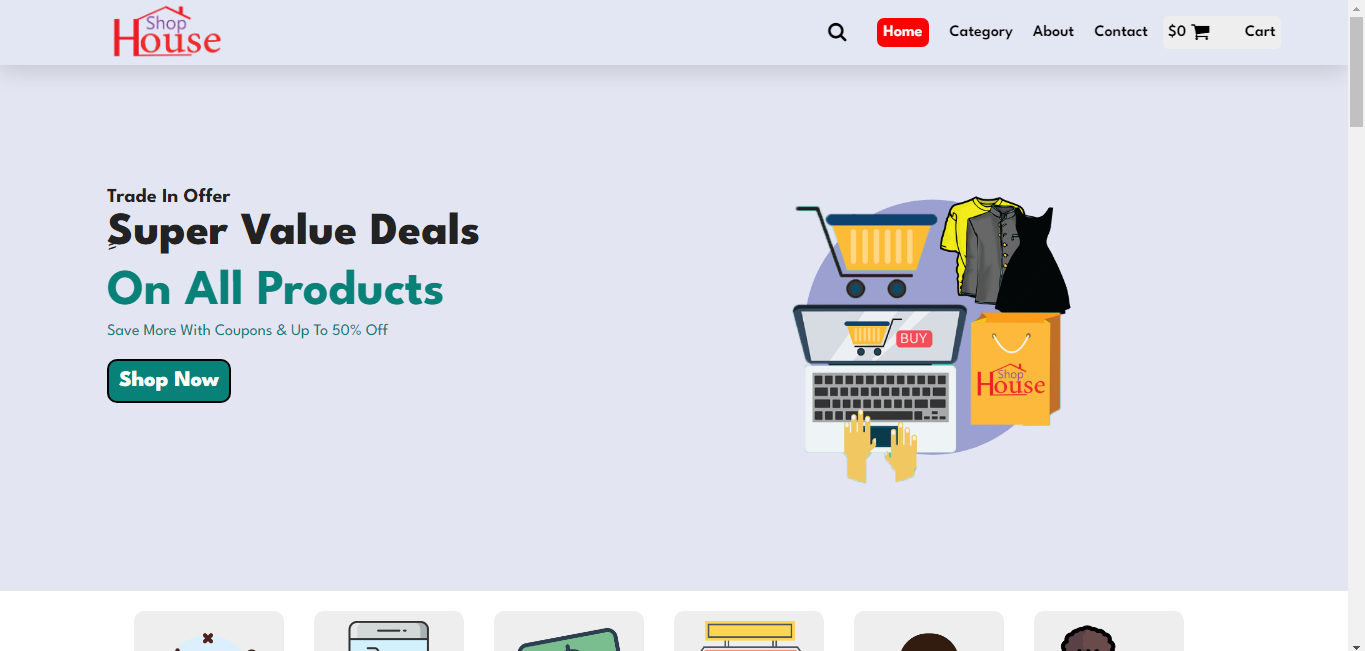 Shop
House
Home
Category
About
Contact
$0
Cart
Trade In Offer
Super Value Deals
On All Products
Save More With Coupons & Up To 50% Off
Shop Now
BUY
Shop
House